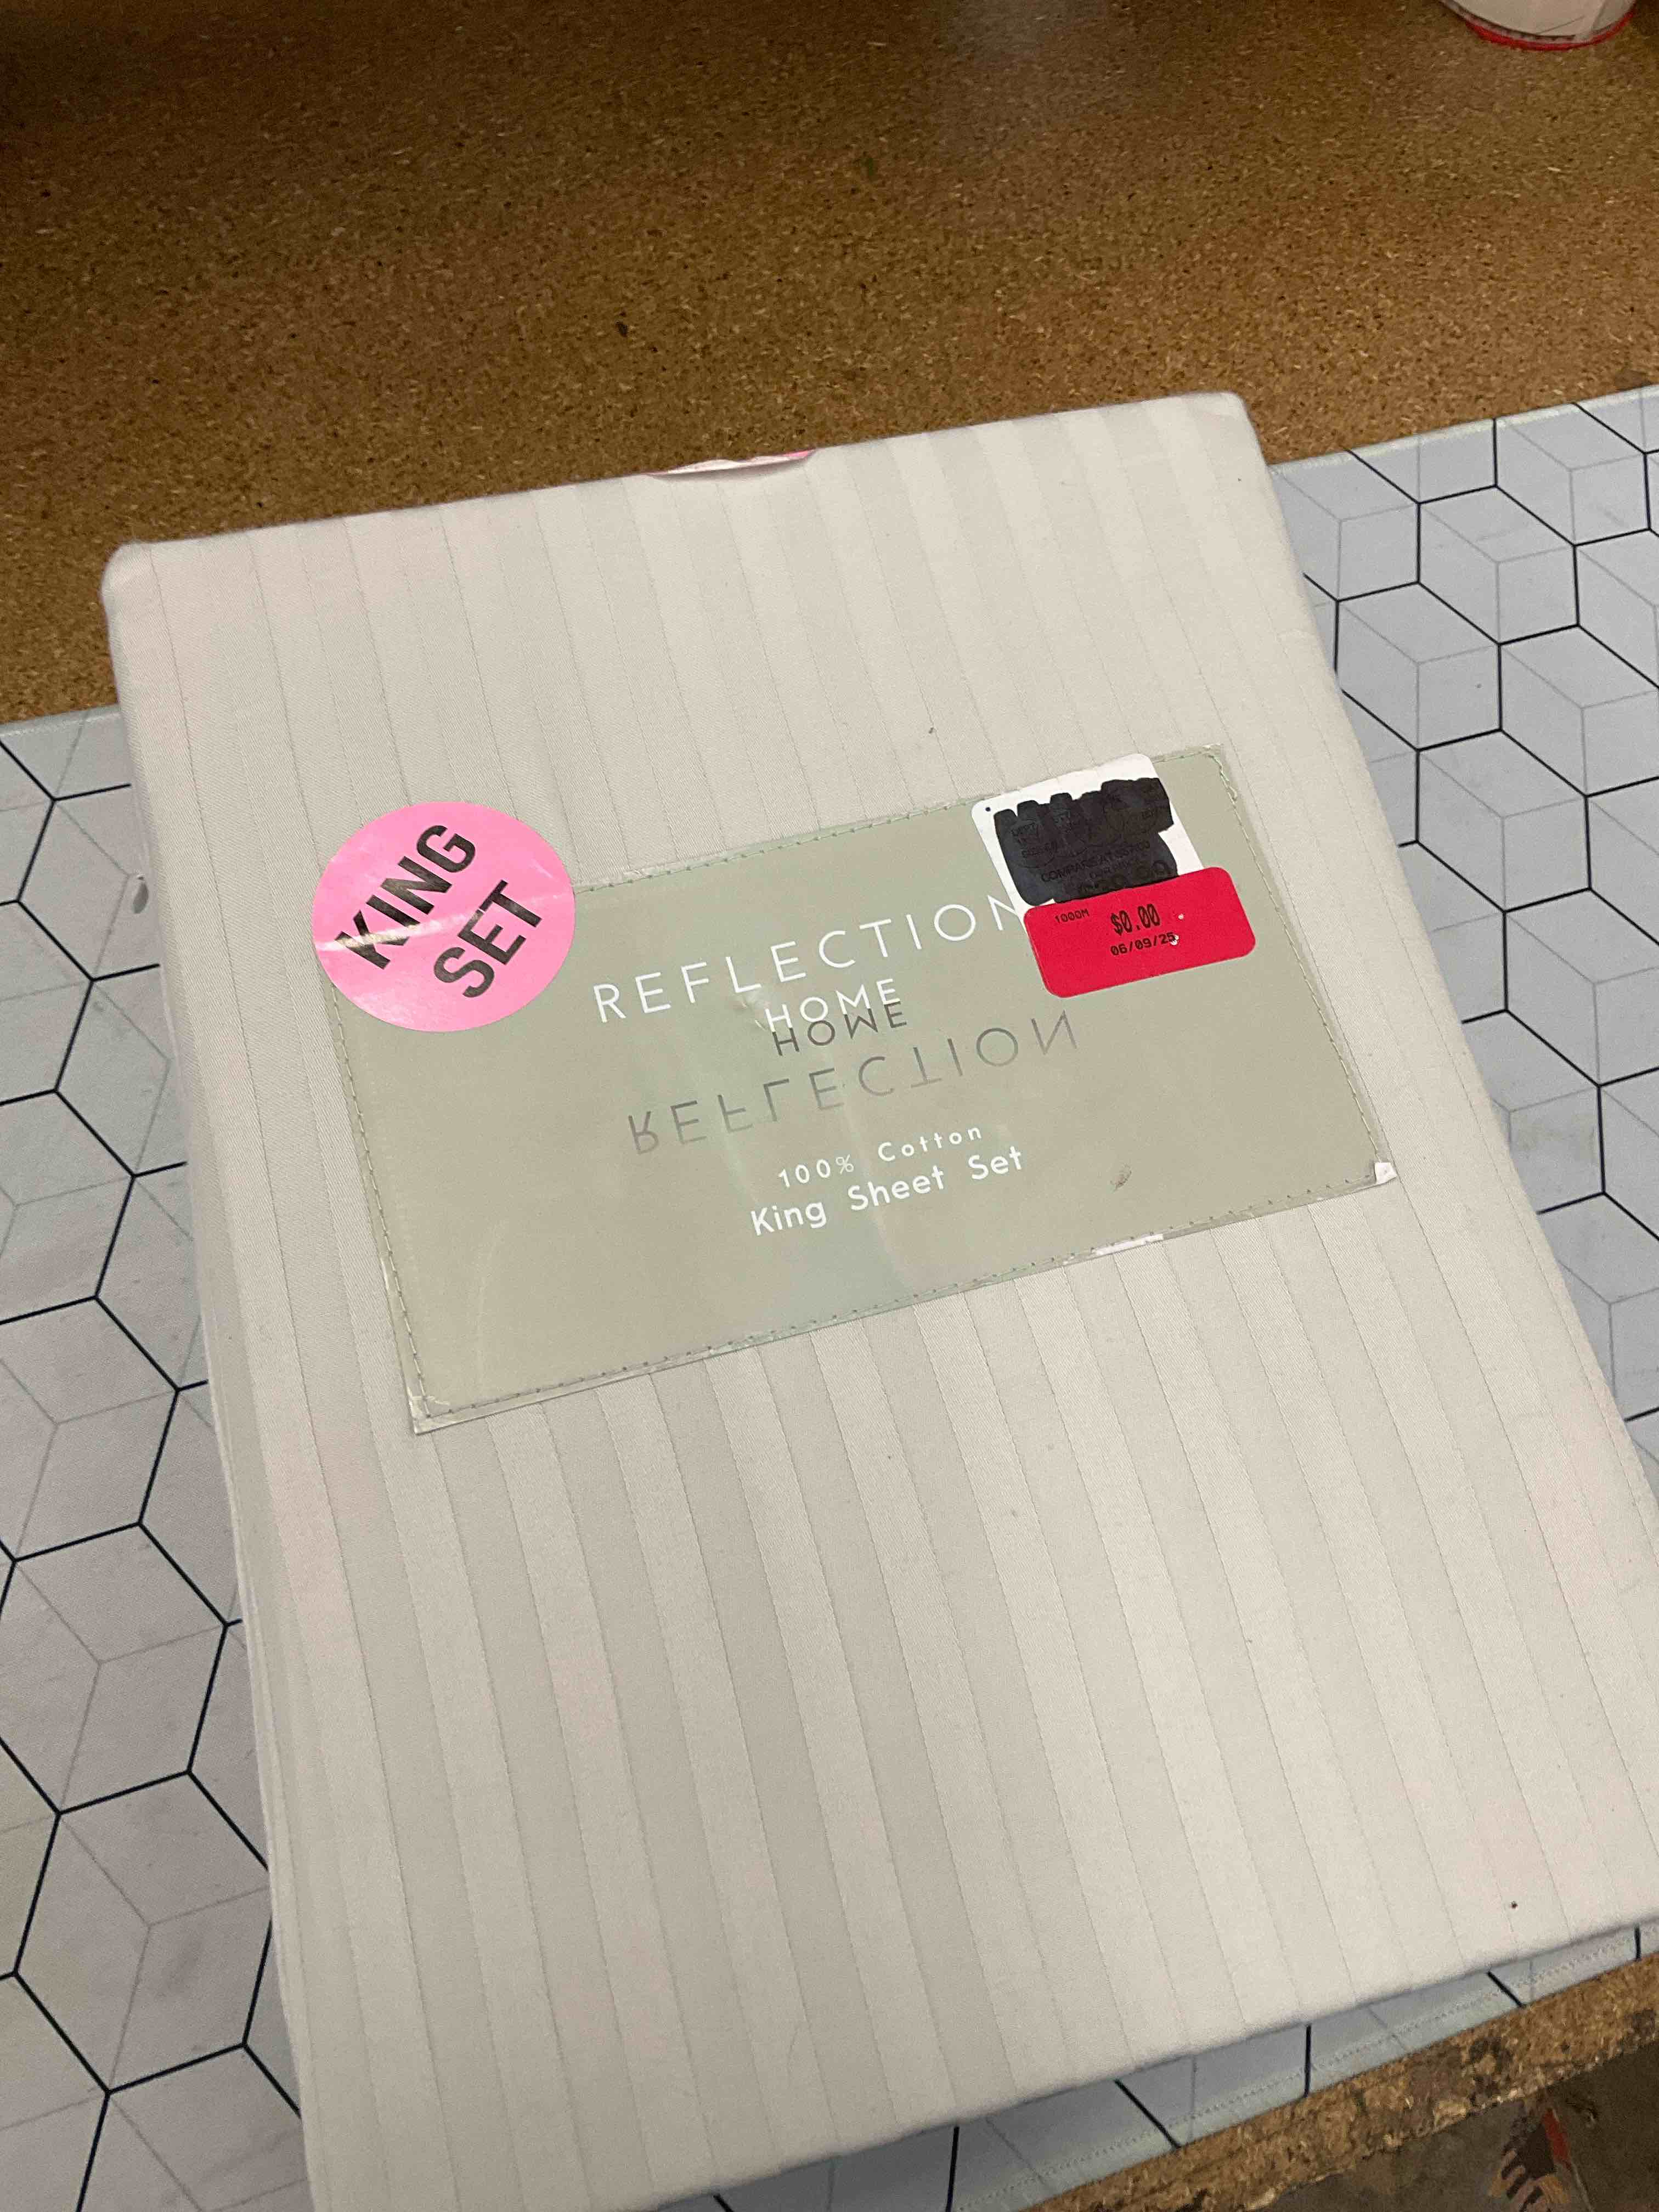 KING
SET
COMPARE AT
1000M $0.00
06/09/25
REFLECTION
HOME
HOME
REFLECTION
100% Cotton
King Sheet Set